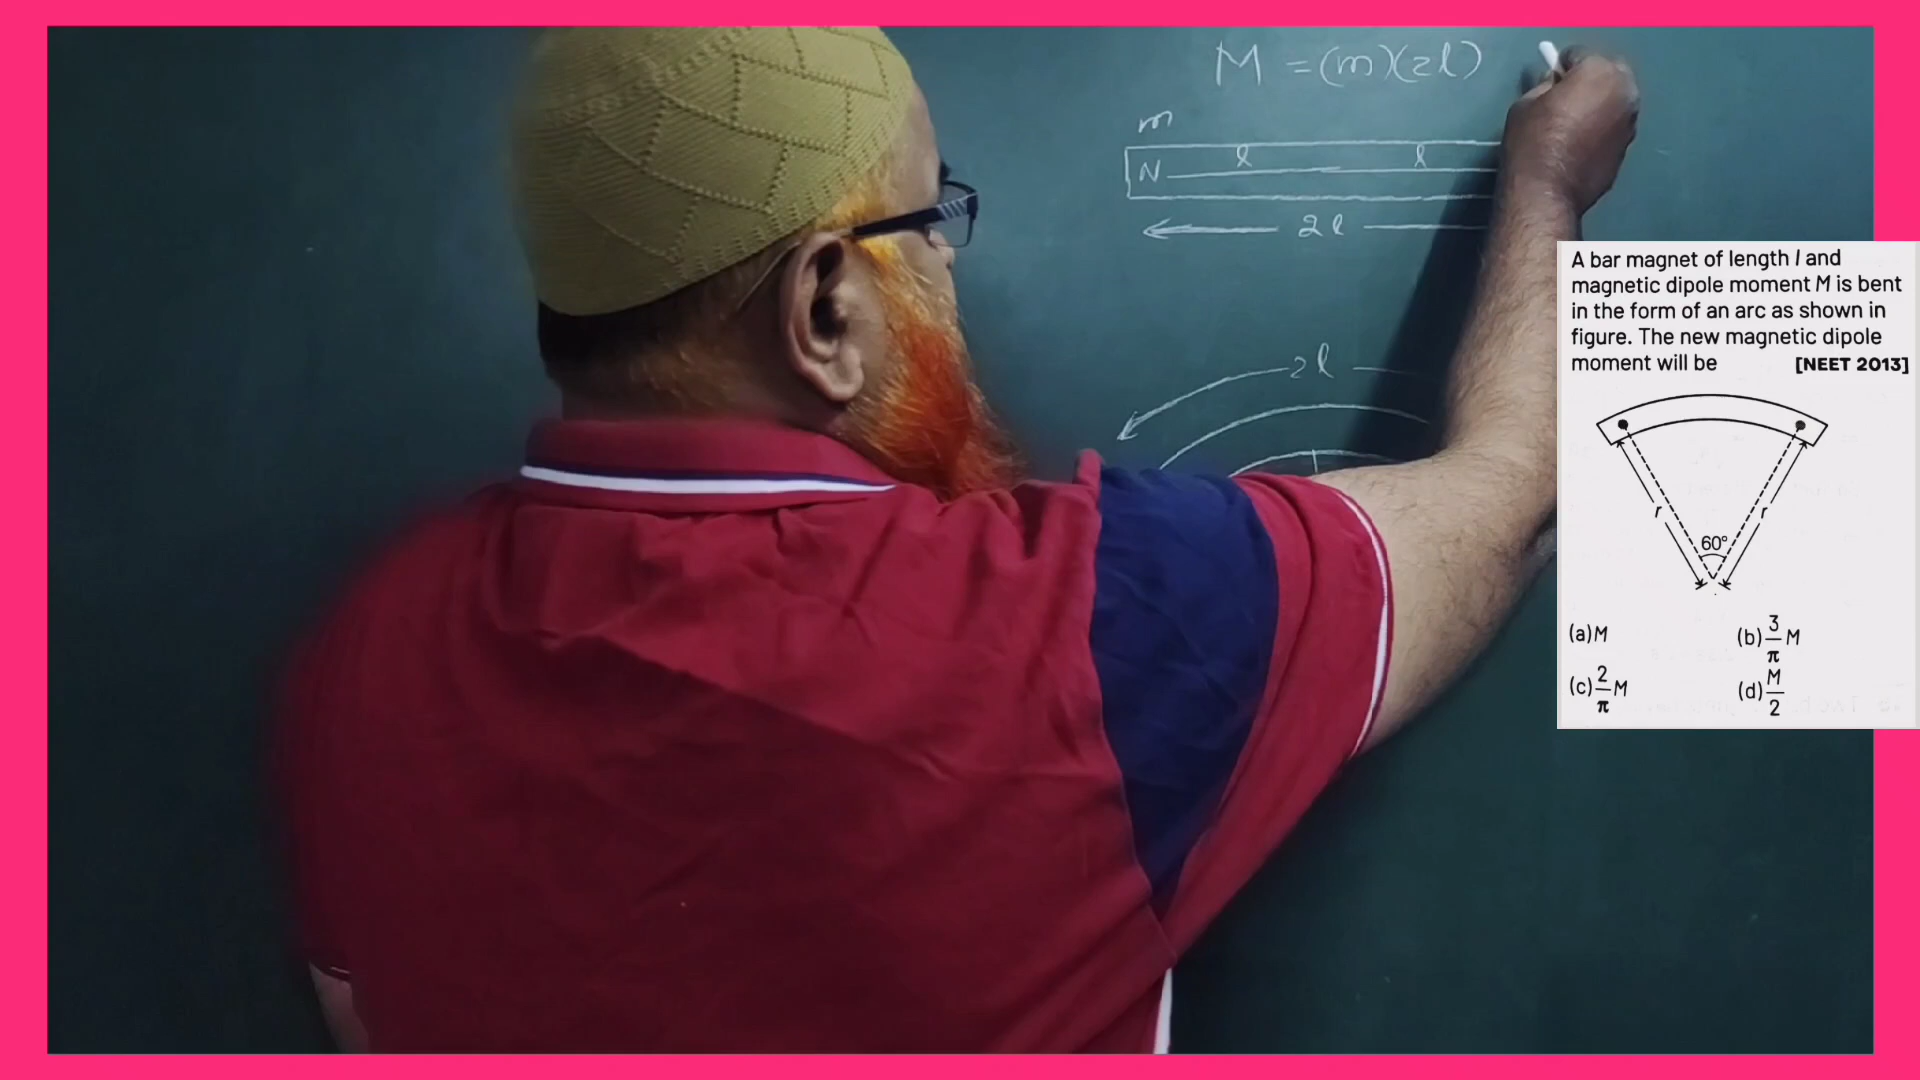 M = (m)(2l)
m
l l
N
2l
2l
A bar magnet of length l and
magnetic dipole moment M is bent
in the form of an arc as shown in
figure. The new magnetic dipole
moment will be [NEET 2013]
r r
60°
(a) M (b) 3/π M
(c) 2/π M (d) M/2